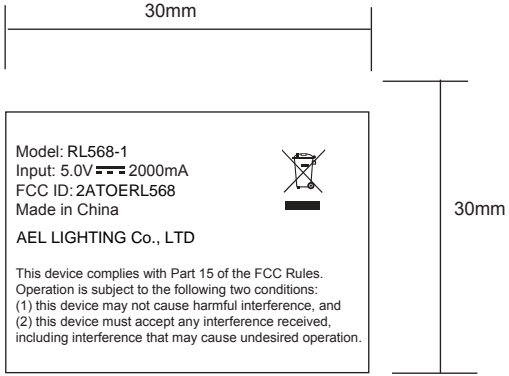 30mm
Model: RL568-1
Input: 5.0V 2000mA
FCC ID: 2ATOERL568
Made in China
AEL LIGHTING Co., LTD
This device complies with Part 15 of the FCC Rules.
Operation is subject to the following two conditions:
(1) this device may not cause harmful interference, and
(2) this device must accept any interference received,
including interference that may cause undesired operation.
30mm